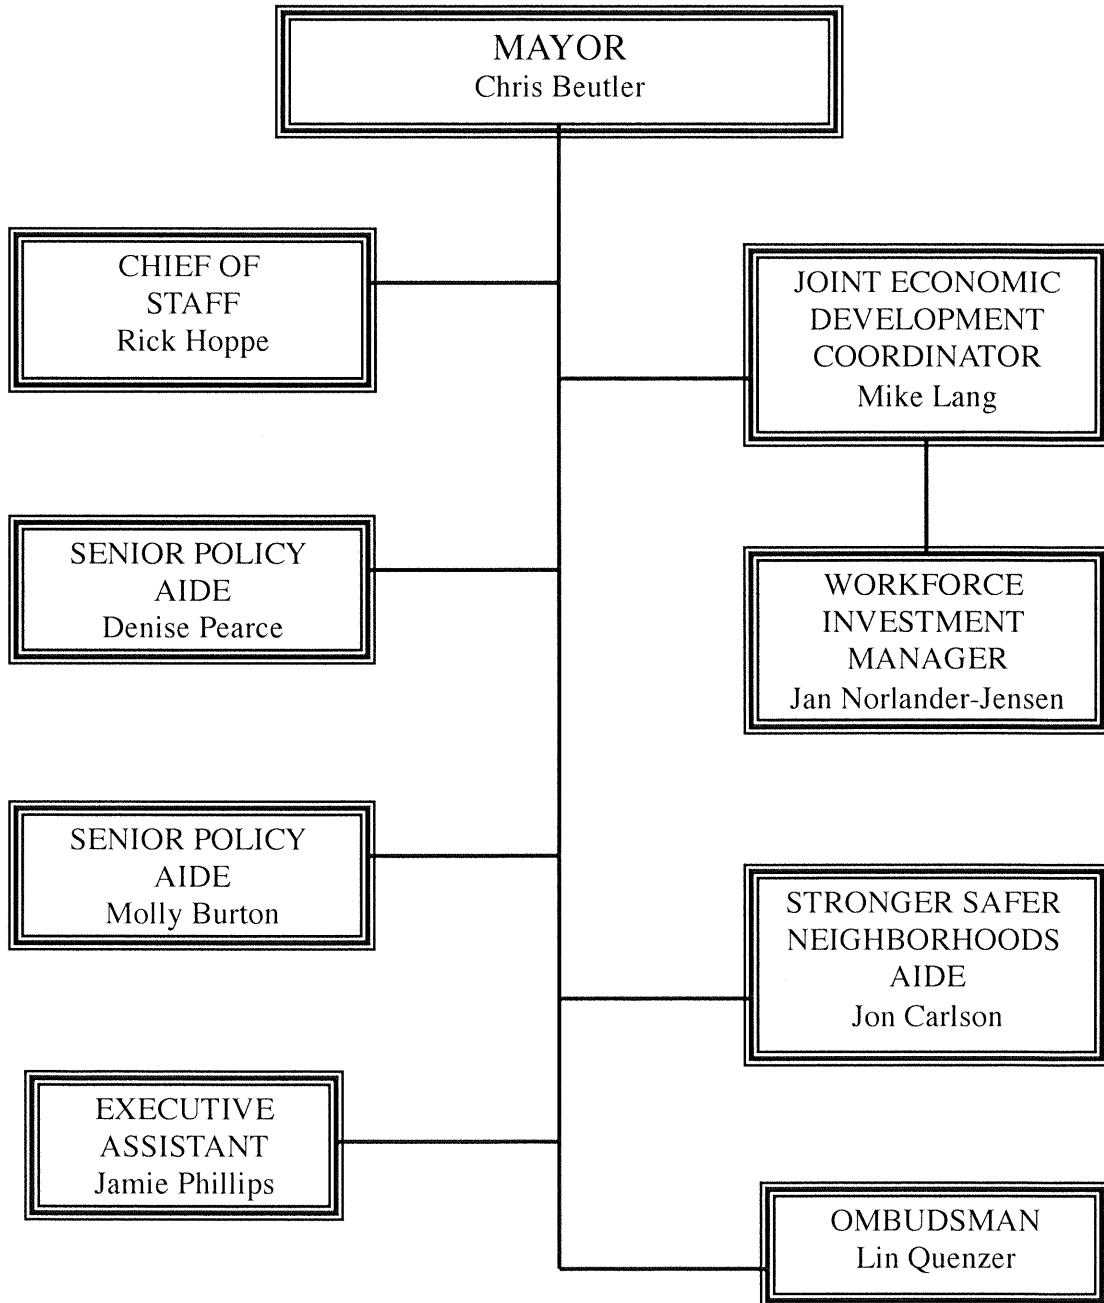 MAYOR
Chris Beutler
CHIEF OF
STAFF
Rick Hoppe
JOINT ECONOMIC
DEVELOPMENT
COORDINATOR
Mike Lang
SENIOR POLICY
AIDE
Denise Pearce
WORKFORCE
INVESTMENT
MANAGER
Jan Norlander-Jensen
SENIOR POLICY
AIDE
Molly Burton
STRONGER SAFER
NEIGHBORHOODS
AIDE
Jon Carlson
EXECUTIVE
ASSISTANT
Jamie Phillips
OMBUDSMAN
Lin Quenzer